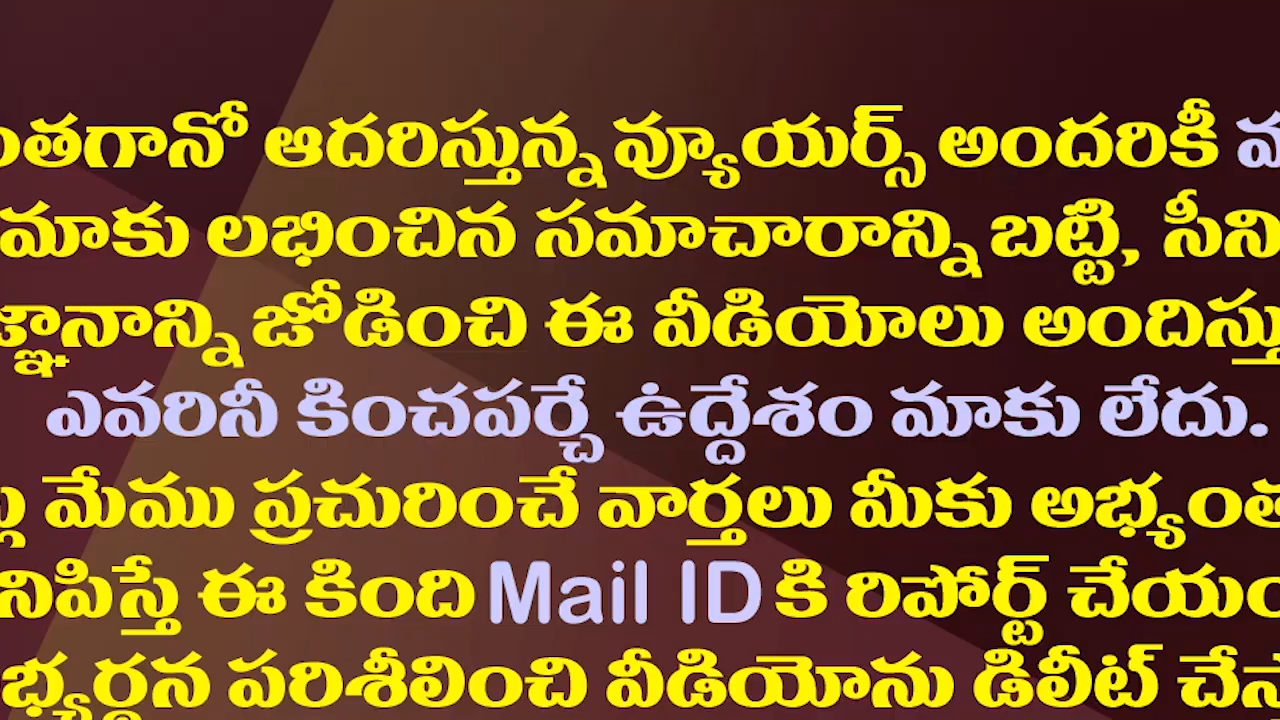 ంతగానో ఆదరిస్తున్న వ్యూయర్స్ అందరికీ
మాకు లభించిన సమాచారాన్ని బట్టి, సీని
జ్ఞానాన్ని జోడించి ఈ వీడియోలు అందిస్తు
ఎవరినీ కించపర్చే ఉద్దేశం మాకు లేదు.
మేము ప్రచురించే వార్తలు మీకు అభ్యంత
నిపిస్తే ఈ కింది Mail ID కి రిపోర్ట్ చేయం
భ్యర్థన పరిశీలించి వీడియోను డిలీట్ చేస